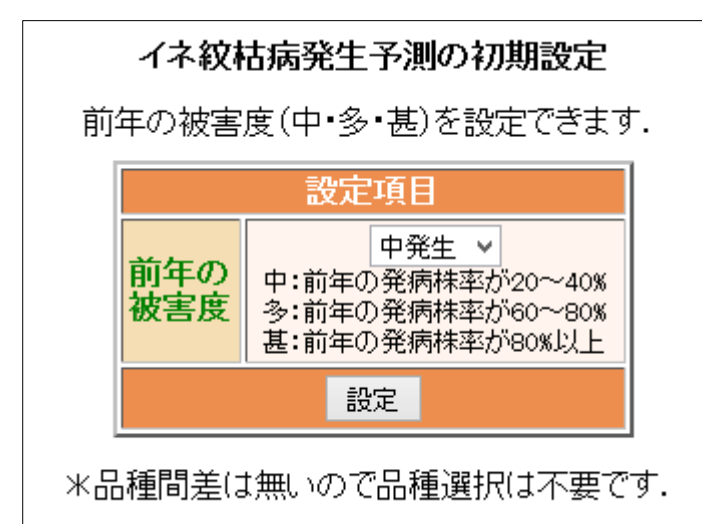 イネ紋枯病発生予測の初期設定
前年の被害度(中・多・甚)を設定できます.
設定項目
前年の
被害度
中発生
中:前年の発病株率が20～40%
多:前年の発病株率が60～80%
甚:前年の発病株率が80%以上
設定
※品種間差は無いので品種選択は不要です.